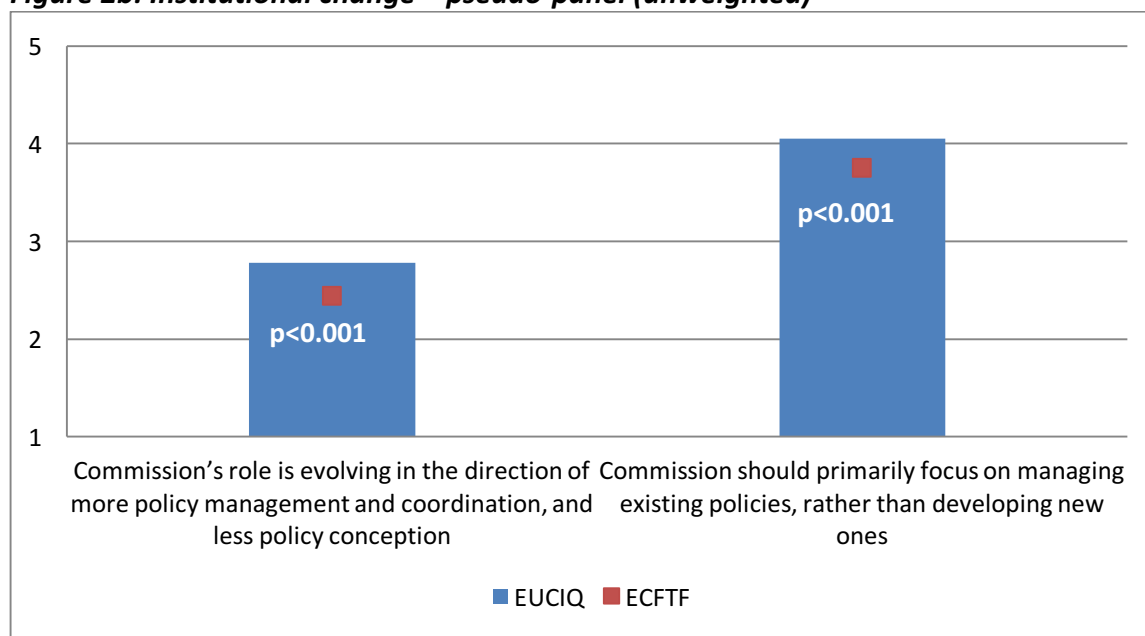 5
4
3
2
1
p<0.001
p<0.001
Commission’s role is evolving in the direction of
more policy management and coordination, and
less policy conception
Commission should primarily focus on managing
existing policies, rather than developing new
ones
EUCIQ ECFTF